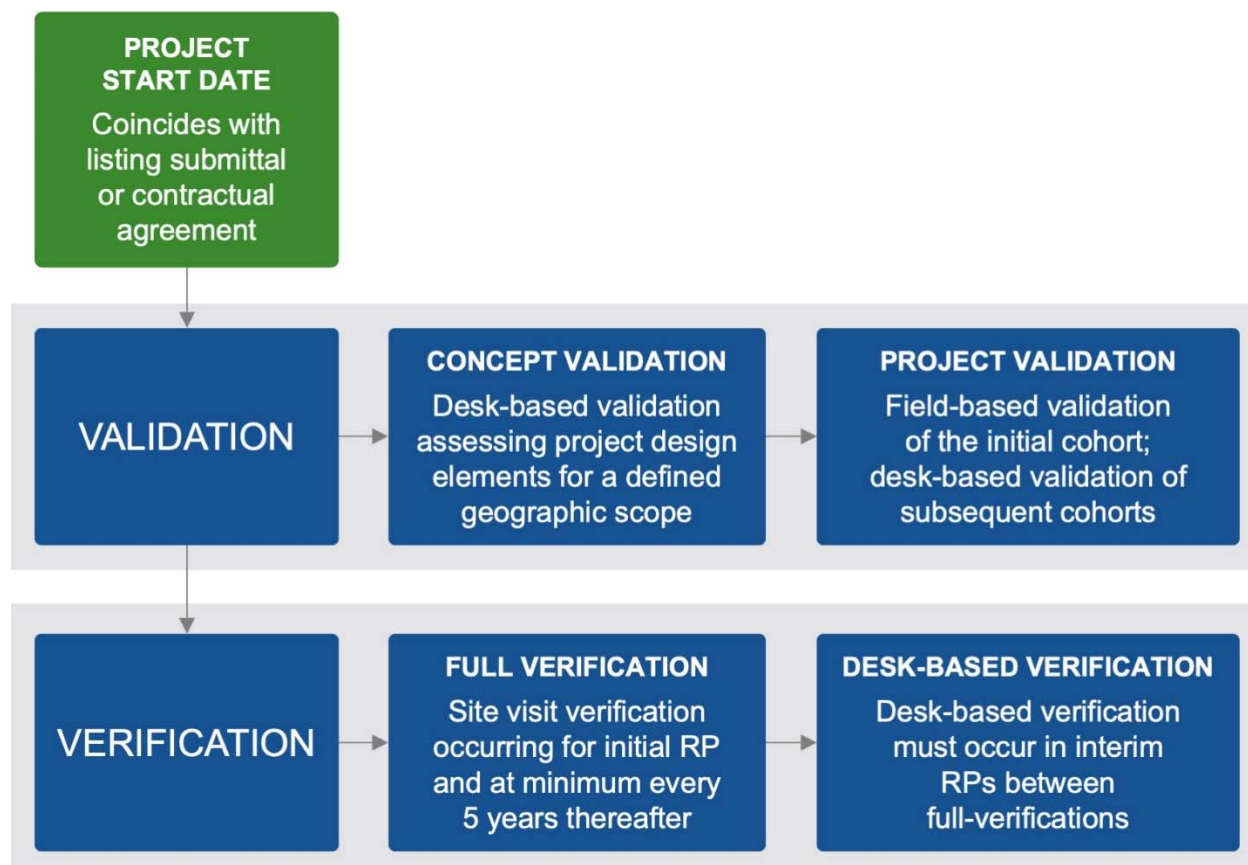 PROJECT
START DATE
Coincides with
listing submittal
or contractual
agreement
VALIDATION
CONCEPT VALIDATION
Desk-based validation
assessing project design
elements for a defined
geographic scope
PROJECT VALIDATION
Field-based validation
of the initial cohort;
desk-based validation of
subsequent cohorts
VERIFICATION
FULL VERIFICATION
Site visit verification
occurring for initial RP
and at minimum every
5 years thereafter
DESK-BASED VERIFICATION
Desk-based verification
must occur in interim
RPs between
full-verifications